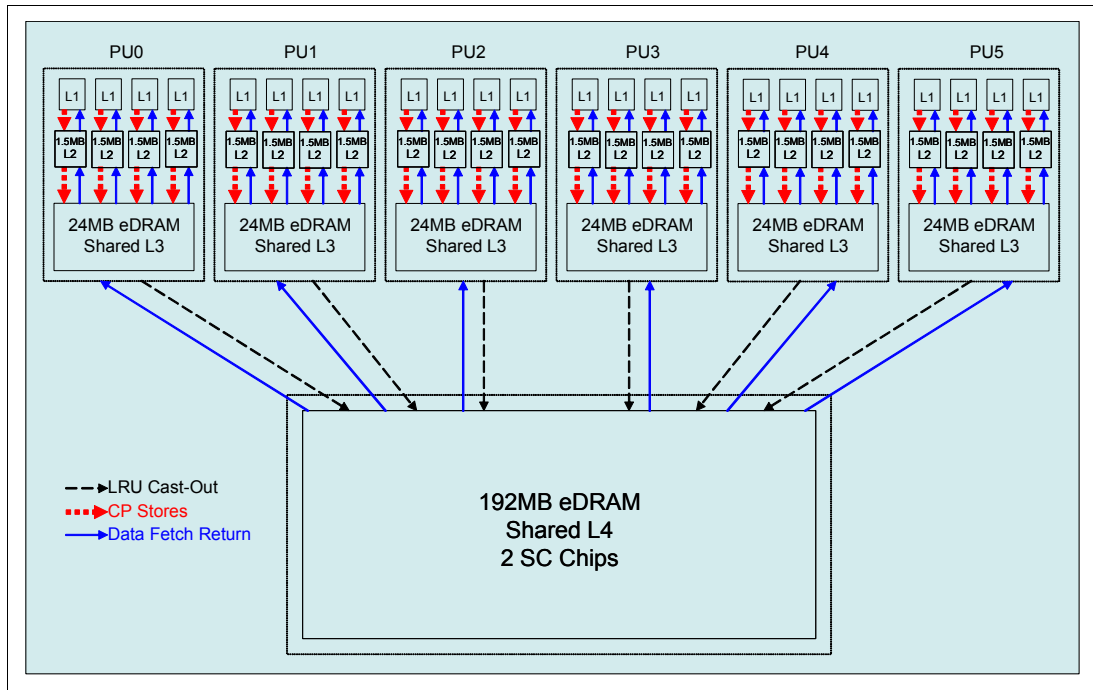 PU0 PU1 PU2 PU3 PU4 PU5
L1 L1 L1 L1 L1 L1 L1 L1 L1 L1 L1 L1 L1 L1 L1 L1 L1 L1 L1 L1 L1 L1 L1 L1
1.5MB 1.5MB 1.5MB 1.5MB 1.5MB 1.5MB 1.5MB 1.5MB 1.5MB 1.5MB 1.5MB 1.5MB 1.5MB 1.5MB 1.5MB 1.5MB 1.5MB 1.5MB 1.5MB 1.5MB 1.5MB 1.5MB 1.5MB 1.5MB
L2 L2 L2 L2 L2 L2 L2 L2 L2 L2 L2 L2 L2 L2 L2 L2 L2 L2 L2 L2 L2 L2 L2 L2
24MB eDRAM 24MB eDRAM 24MB eDRAM 24MB eDRAM 24MB eDRAM 24MB eDRAM
Shared L3 Shared L3 Shared L3 Shared L3 Shared L3 Shared L3
LRU Cast-Out
CP Stores
Data Fetch Return
192MB eDRAM
Shared L4
2 SC Chips